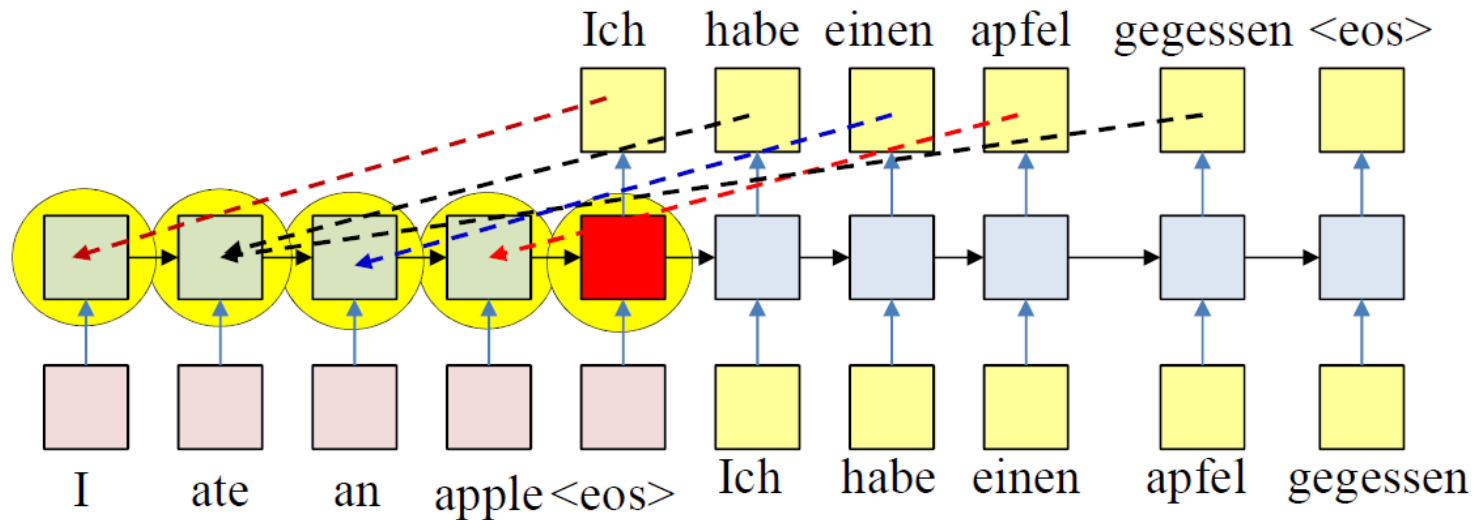 Ich habe einen apfel gegessen <eos>
I ate an apple <eos> Ich habe einen apfel gegessen